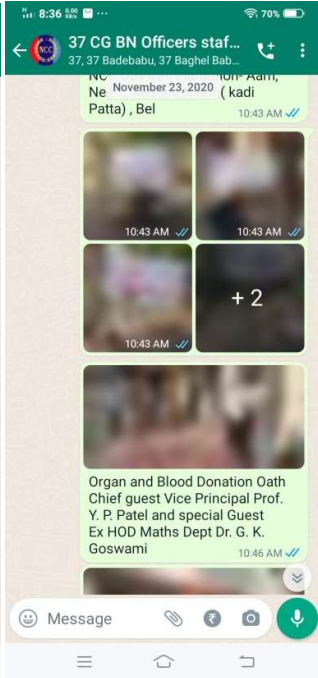 8:36
70%
37 CG BN Officers staf...
37, 37 Badebabu, 37 Baghel Bab...
November 23, 2020
Ne ( kadi
Patta) , Bel
10:43 AM
10:43 AM
10:43 AM
10:43 AM
+ 2
Organ and Blood Donation Oath
Chief guest Vice Principal Prof.
Y. P. Patel and special Guest
Ex HOD Maths Dept Dr. G. K.
Goswami
10:46 AM
Message